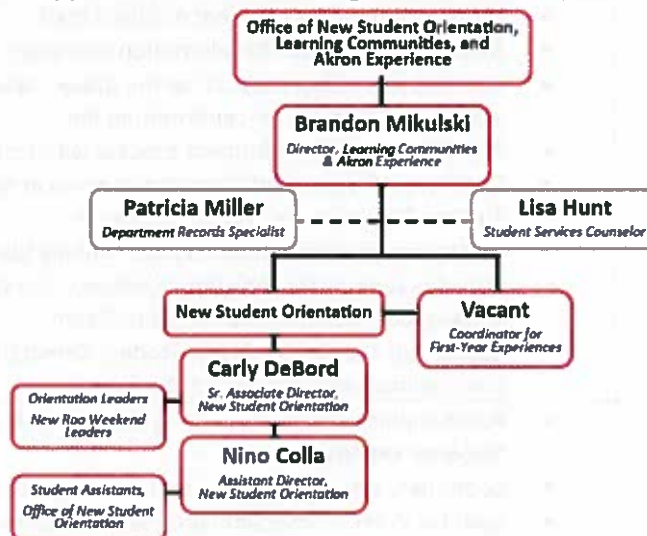 Office of New Student Orientation,
Learning Communities, and
Akron Experience
Brandon Mikulski
Director, Learning Communities
& Akron Experience
Patricia Miller
Department Records Specialist
Lisa Hunt
Student Services Counselor
New Student Orientation
Vacant
Coordinator for
First-Year Experiences
Carly DeBord
Sr. Associate Director,
New Student Orientation
Orientation Leaders
New Roo Weekend
Leaders
Nino Colla
Assistant Director,
New Student Orientation
Student Assistants,
Office of New Student
Orientation